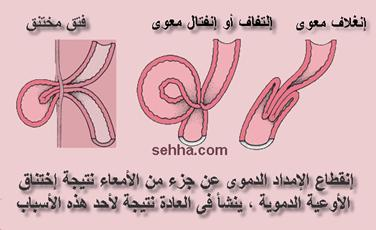 إنغلاف معوى
إلتفاف أو إنفتال معوى
فتق مختنق
sehha.com
إنقطاع الإمداد الدموى عن جزء من الأمعاء نتيجة إختناق
الأوعية الدموية ، ينشأ فى العادة نتيجة لأحد هذه الأسباب